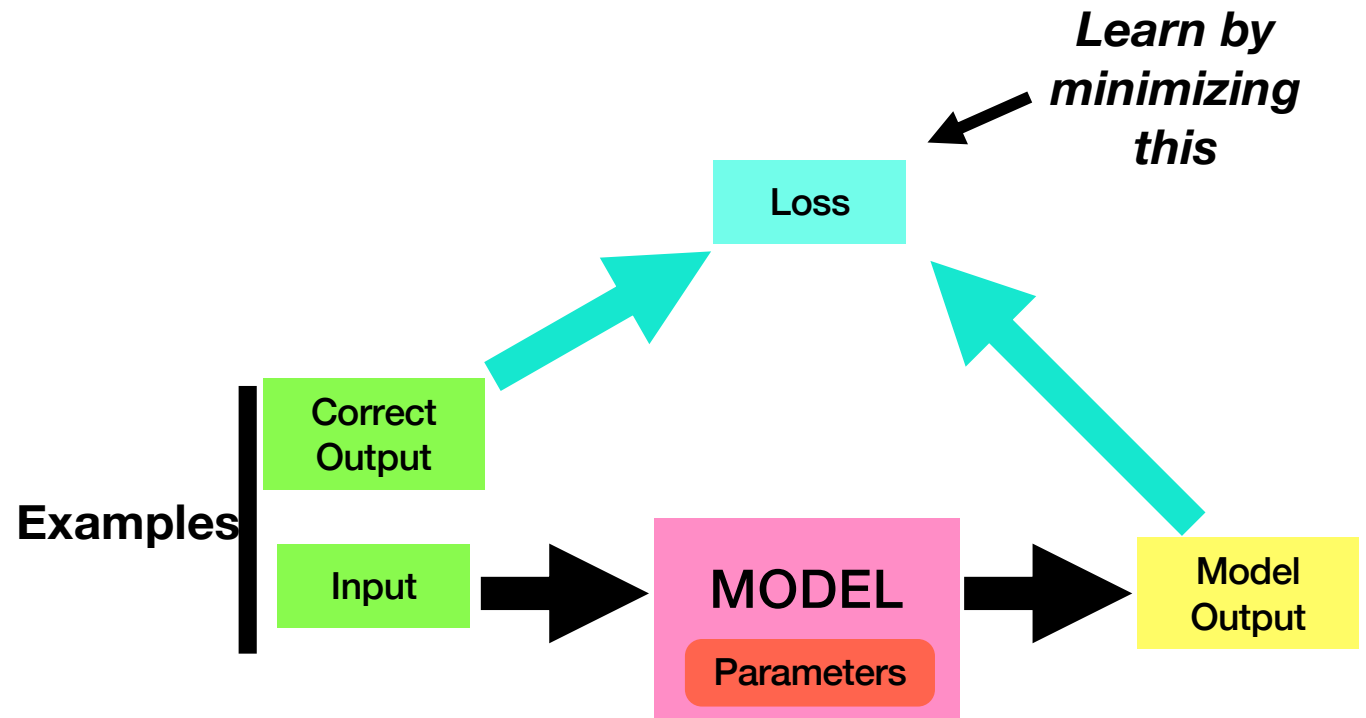 Learn by
minimizing
this
Loss
Correct
Output
Examples
Input
MODEL
Parameters
Model
Output